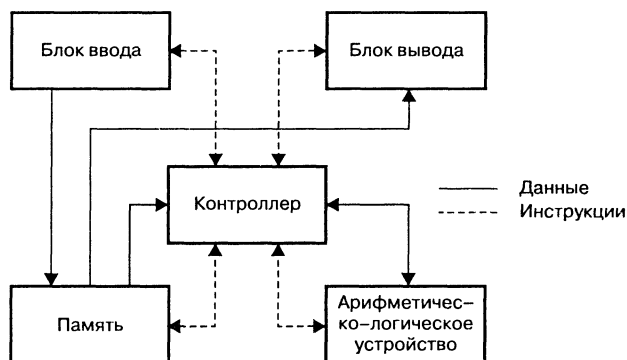 Блок ввода
Блок вывода
Контроллер
Данные
Инструкции
Память
Арифметичес-
ко-логическое
устройство